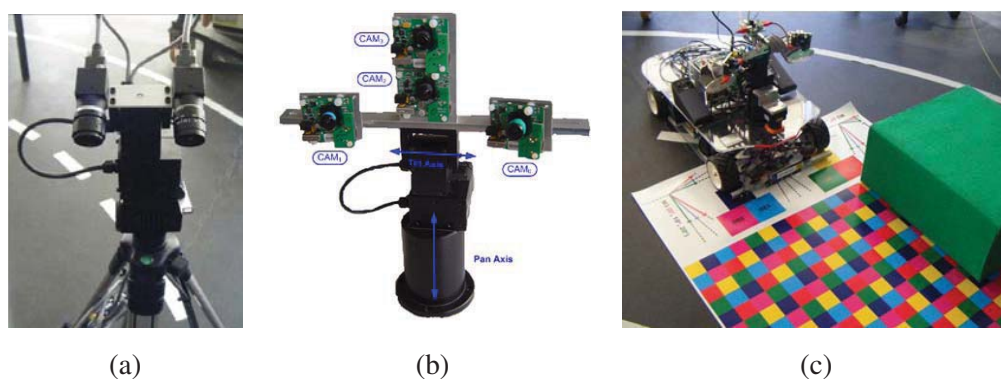 CAM₃
CAM₂
CAM₁
CAM₀
Tilt Axis
Pan Axis
(a)
(b)
(c)